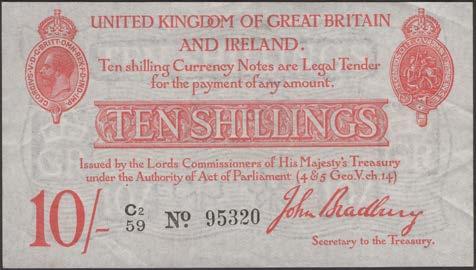 UNITED KINGDOM OF GREAT BRITAIN
AND IRELAND.
Ten shilling Currency Notes are Legal Tender
for the payment of any amount.
TEN SHILLINGS
Issued by the Lords Commissioners of His Majesty's Treasury
under the Authority of Act of Parliament (4 & 5 Geo. V. ch. 14)
10/- C2/59 No 95320 John Bradbury
Secretary to the Treasury.